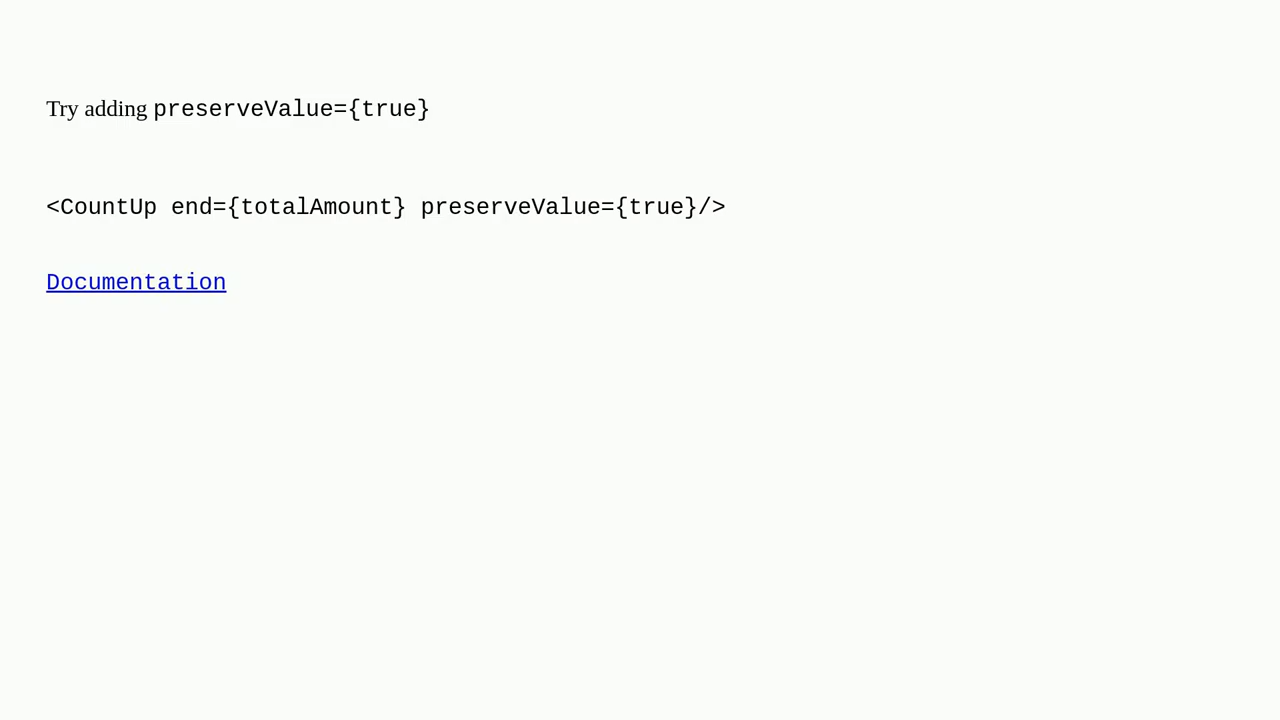 Try adding preserveValue={true}
<CountUp end={totalAmount} preserveValue={true}/>
Documentation